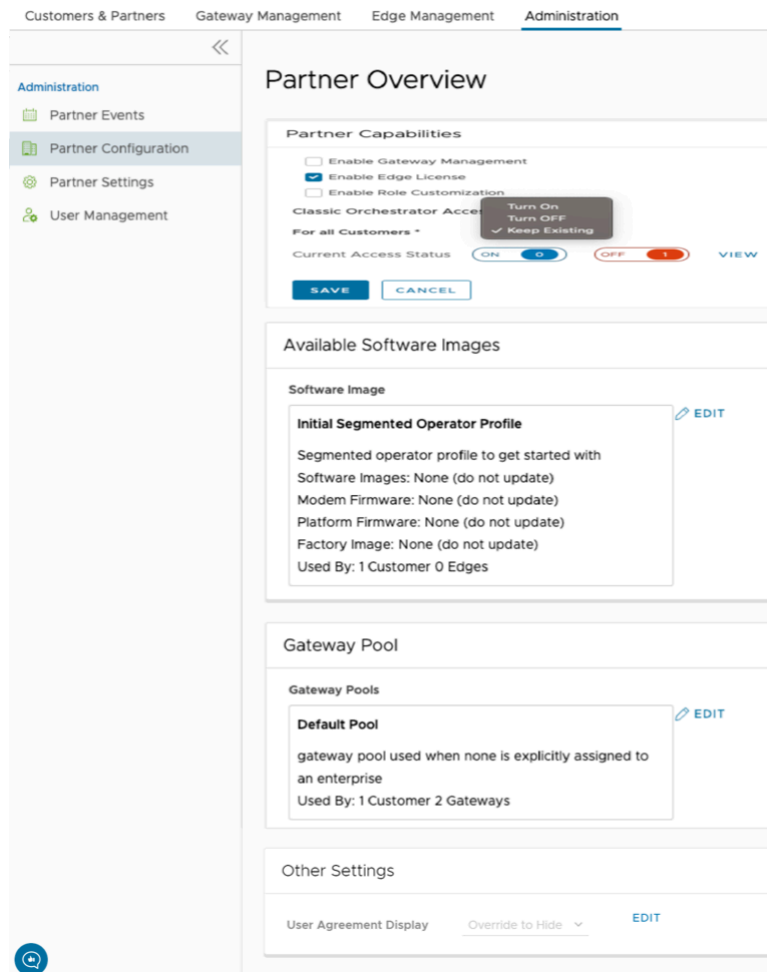 Customers & Partners Gateway Management Edge Management Administration
Administration
Partner Events
Partner Configuration
Partner Settings
User Management
Partner Overview
Partner Capabilities
Enable Gateway Management
Enable Edge License
Enable Role Customization
Classic Orchestrator Acce
For all Customers *
Turn On
Turn OFF
Keep Existing
Current Access Status ON 0 OFF 1 VIEW
SAVE CANCEL
Available Software Images
Software Image
EDIT
Initial Segmented Operator Profile
Segmented operator profile to get started with
Software Images: None (do not update)
Modem Firmware: None (do not update)
Platform Firmware: None (do not update)
Factory Image: None (do not update)
Used By: 1 Customer 0 Edges
Gateway Pool
Gateway Pools
EDIT
Default Pool
gateway pool used when none is explicitly assigned to
an enterprise
Used By: 1 Customer 2 Gateways
Other Settings
User Agreement Display Override to Hide EDIT